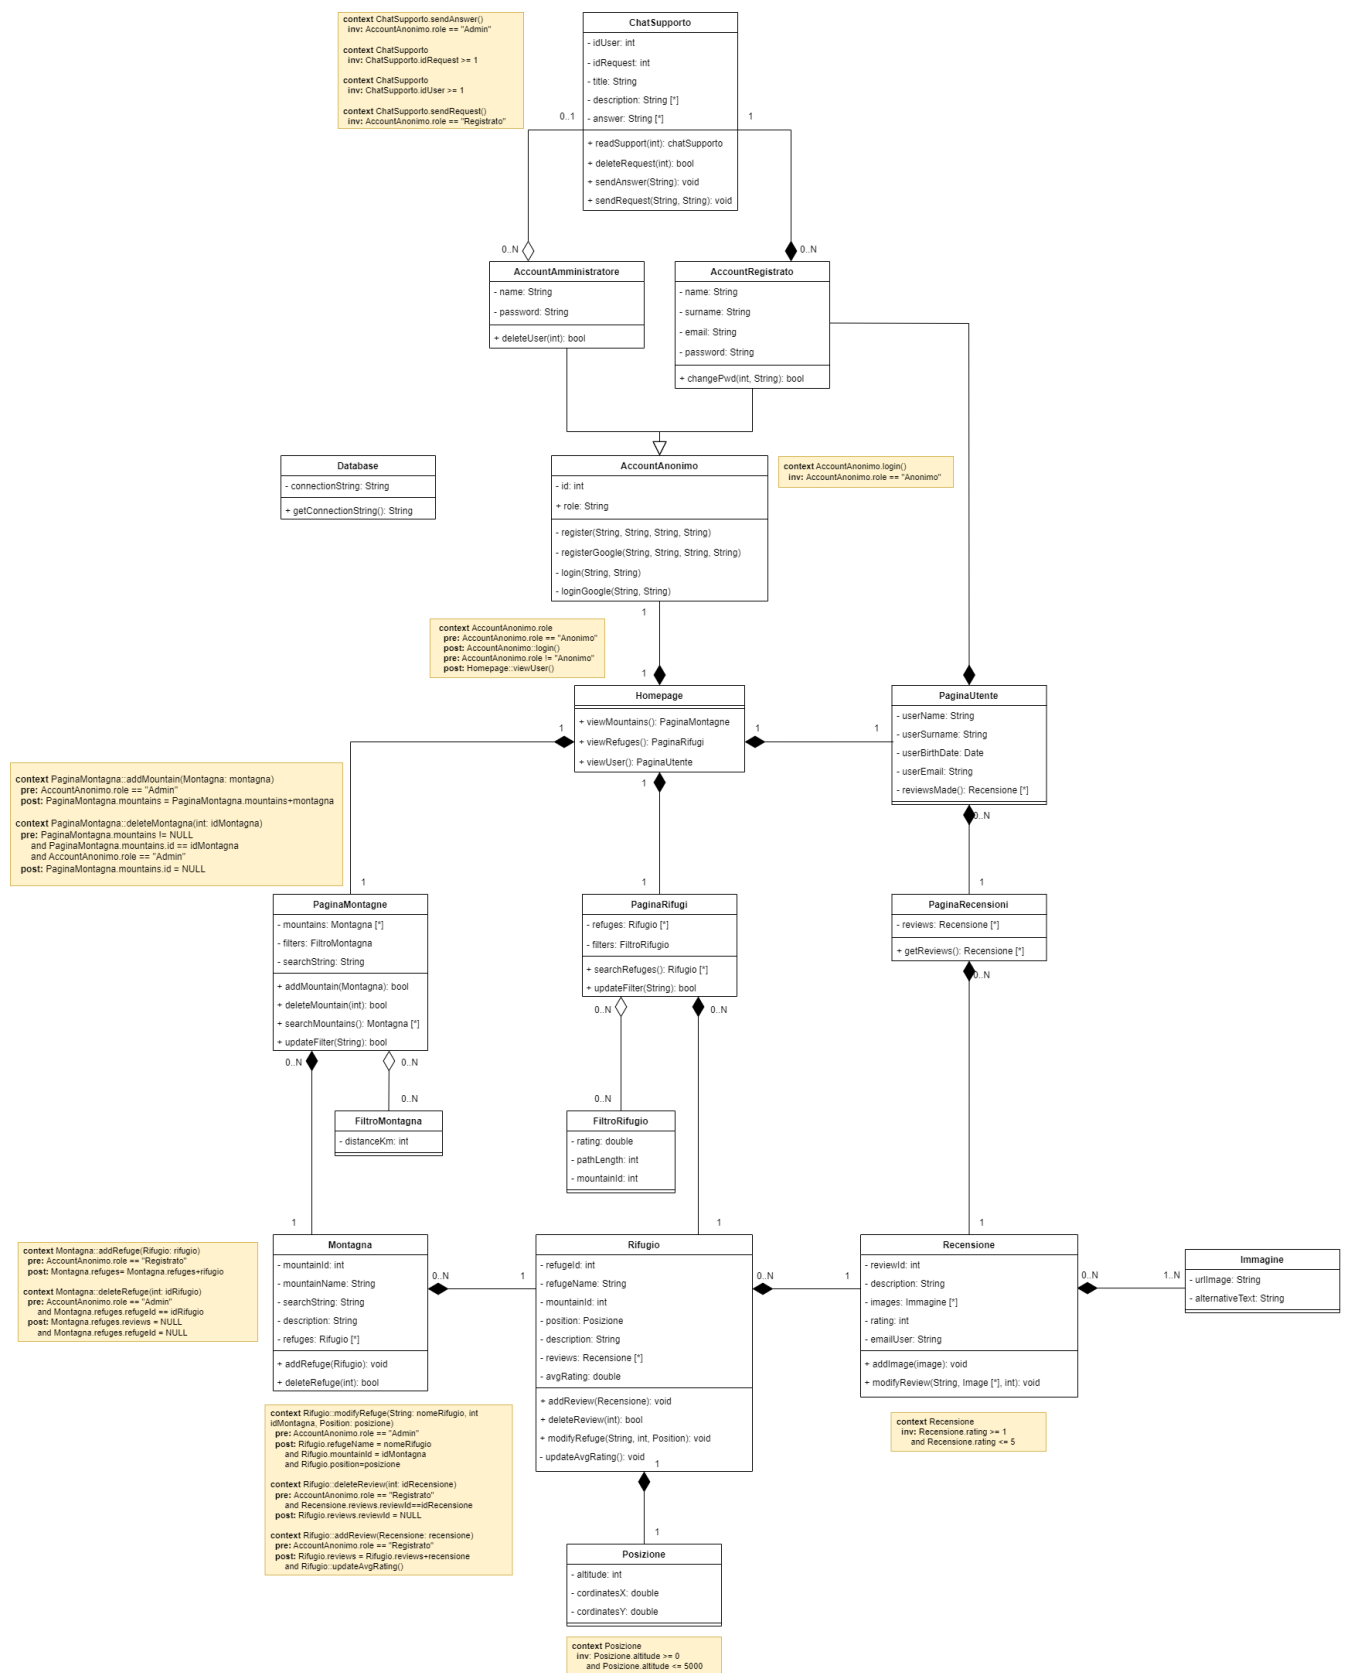 context ChatSupporto.sendAnswer()
inv: AccountAnonimo.role == "Admin"
context ChatSupporto
inv: ChatSupporto.idRequest >= 1
context ChatSupporto
inv: ChatSupporto.idUser >= 1
context ChatSupporto.sendRequest()
inv: AccountAnonimo.role == "Registrato"
ChatSupporto
- idUser: int
- idRequest: int
- title: String
- description: String [*]
- answer: String [*]
+ readSupport(int): chatSupporto
+ deleteRequest(int): bool
+ sendAnswer(String): void
+ sendRequest(String, String): void
0..1
1
0..N
0..N
AccountAmministratore
- name: String
- password: String
+ deleteUser(int): bool
AccountRegistrato
- name: String
- surname: String
- email: String
- password: String
+ changePwd(int, String): bool
Database
- connectionString: String
+ getConnectionString(): String
AccountAnonimo
- id: int
+ role: String
- register(String, String, String, String)
- registerGoogle(String, String, String, String)
- login(String, String)
- loginGoogle(String, String)
context AccountAnonimo.login()
inv: AccountAnonimo.role == "Anonimo"
1
context AccountAnonimo.role
pre: AccountAnonimo.role == "Anonimo"
post: AccountAnonimo::login()
pre: AccountAnonimo.role != "Anonimo"
post: Homepage::viewUser()
1
Homepage
+ viewMountains(): PaginaMontagne
+ viewRefuges(): PaginaRifugi
+ viewUser(): PaginaUtente
1
1
1
1
PaginaUtente
- userName: String
- userSurname: String
- userBirthDate: Date
- userEmail: String
- reviewsMade(): Recensione [*]
0..N
context PaginaMontagna::addMountain(Montagna: montagna)
pre: AccountAnonimo.role == "Admin"
post: PaginaMontagna.mountains = PaginaMontagna.mountains+montagna
context PaginaMontagna::deleteMontagna(int: idMontagna)
pre: PaginaMontagna.mountains != NULL
and PaginaMontagna.mountains.id == idMontagna
and AccountAnonimo.role == "Admin"
post: PaginaMontagna.mountains.id = NULL
1
1
1
PaginaMontagne
- mountains: Montagna [*]
- filters: FiltroMontagna
- searchString: String
+ addMountain(Montagna): bool
+ deleteMountain(int): bool
+ searchMountains(): Montagna [*]
+ updateFilter(String): bool
PaginaRifugi
- refuges: Rifugio [*]
- filters: FiltroRifugio
+ searchRefuges(): Rifugio [*]
+ updateFilter(String): bool
PaginaRecensioni
- reviews: Recensione [*]
+ getReviews(): Recensione [*]
0..N
0..N
0..N
0..N
0..N
0..N
0..N
FiltroMontagna
- distanceKm: int
FiltroRifugio
- rating: double
- pathLength: int
- mountainId: int
1
1
1
context Montagna::addRefuge(Rifugio: rifugio)
pre: AccountAnonimo.role == "Registrato"
post: Montagna.refuges= Montagna.refuges+rifugio
context Montagna::deleteRefuge(int: idRifugio)
pre: AccountAnonimo.role == "Admin"
and Montagna.refuges.refugeId == idRifugio
post: Montagna.refuges.reviews = NULL
and Montagna.refuges.refugeId = NULL
Montagna
- mountainId: int
- mountainName: String
- searchString: String
- description: String
- refuges: Rifugio [*]
+ addRefuge(Rifugio): void
+ deleteRefuge(int): bool
0..N
1
Rifugio
- refugeId: int
- refugeName: String
- mountainId: int
- position: Posizione
- description: String
- reviews: Recensione [*]
- avgRating: double
+ addReview(Recensione): void
+ deleteReview(int): bool
+ modifyRefuge(String, int, Position): void
- updateAvgRating(): void
0..N
1
Recensione
- reviewId: int
- description: String
- images: Immagine [*]
- rating: int
- emailUser: String
+ addImage(image): void
+ modifyReview(String, Image [*], int): void
0..N
1..N
Immagine
- urlImage: String
- alternativeText: String
context Rifugio::modifyRefuge(String: nomeRifugio, int
idMontagna, Position: posizione)
pre: AccountAnonimo.role == "Admin"
post: Rifugio.refugeName = nomeRifugio
and Rifugio.mountainId = idMontagna
and Rifugio.position=posizione
context Rifugio::deleteReview(int: idRecensione)
pre: AccountAnonimo.role == "Registrato"
and Recensione.reviews.reviewId==idRecensione
post: Rifugio.reviews.reviewId = NULL
context Rifugio::addReview(Recensione: recensione)
pre: AccountAnonimo.role == "Registrato"
post: Rifugio.reviews = Rifugio.reviews+recensione
and Rifugio::updateAvgRating()
context Recensione
inv: Recensione.rating >= 1
and Recensione.rating <= 5
1
1
Posizione
- altitude: int
- cordinatesX: double
- cordinatesY: double
context Posizione
inv: Posizione.altitude >= 0
and Posizione.altitude <= 5000